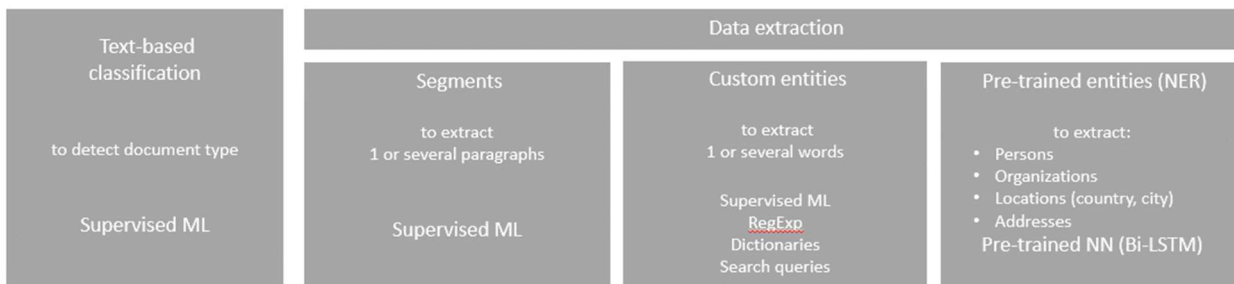 Text-based
classification
to detect document type
Supervised ML
Data extraction
Segments
to extract
1 or several paragraphs
Supervised ML
Custom entities
to extract
1 or several words
Supervised ML
RegExp
Dictionaries
Search queries
Pre-trained entities (NER)
to extract:
• Persons
• Organizations
• Locations (country, city)
• Addresses
Pre-trained NN (Bi-LSTM)